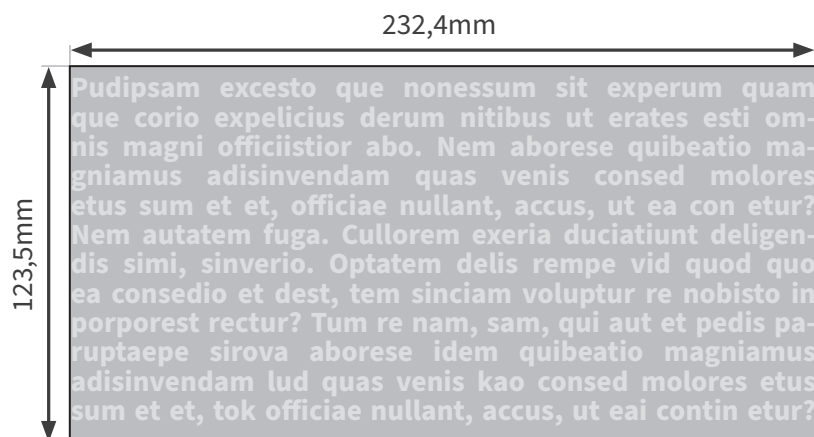 232,4mm
123,5mm
Pudipsam excesto que nonessum sit experum quam
que corio expelicius derum nitibus ut erates esti om-
nis magni officiistior abo. Nem aborese quibeatio ma-
gniamus adisinvendam quas venis consed molores
etus sum et et, officiae nullant, accus, ut ea con etur?
Nem autatem fuga. Cullorem exeria duciatiunt deligen-
dis simi, sinverio. Optatem delis rempe vid quod quo
ea consedio et dest, tem sinciam voluptur re nobisto in
porporest rectur? Tum re nam, sam, qui aut et pedis pa-
ruptaepe sirova aborese idem quibeatio magniamus
adisinvendam lud quas venis kao consed molores etus
sum et et, tok officiae nullant, accus, ut eai contin etur?